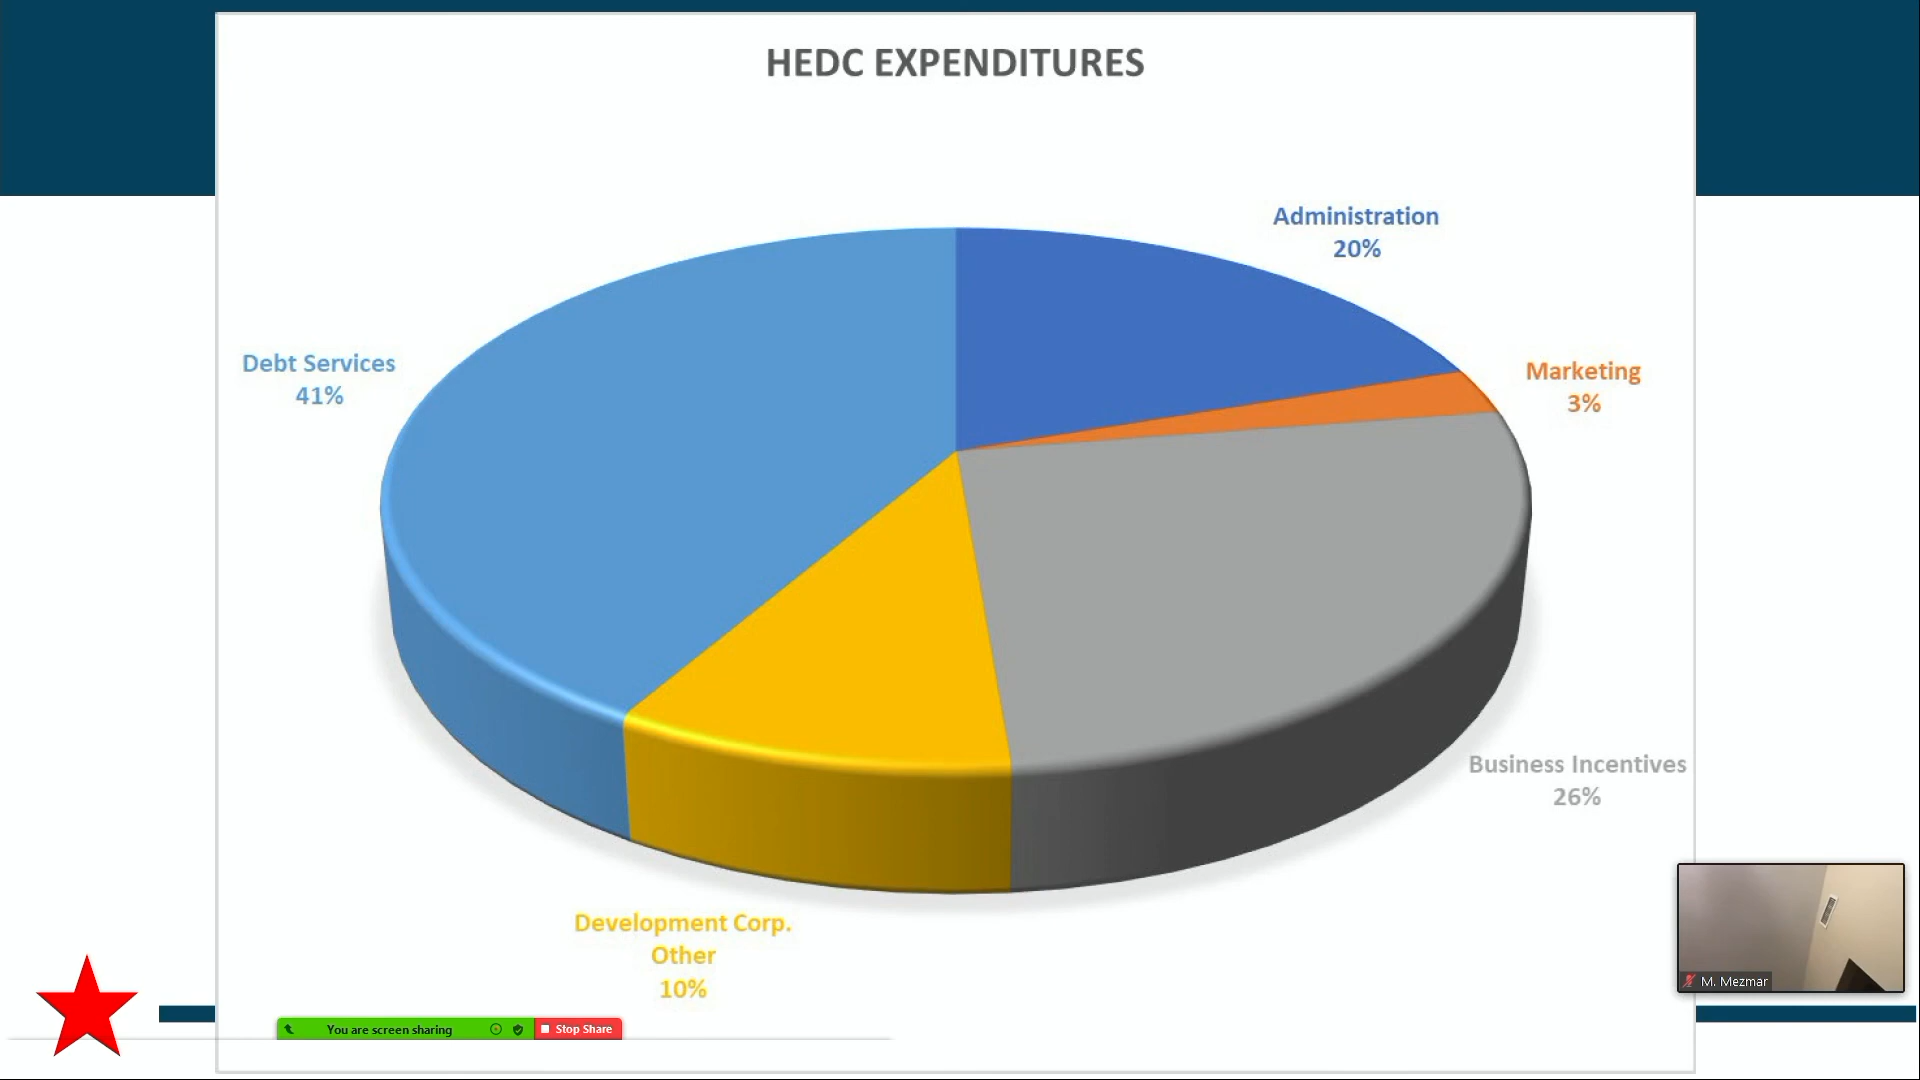 HEDC EXPENDITURES
Administration
20%
Debt Services
41%
Marketing
3%
Business Incentives
26%
Development Corp.
Other
10%
M. Mezmar
You are screen sharing
Stop Share